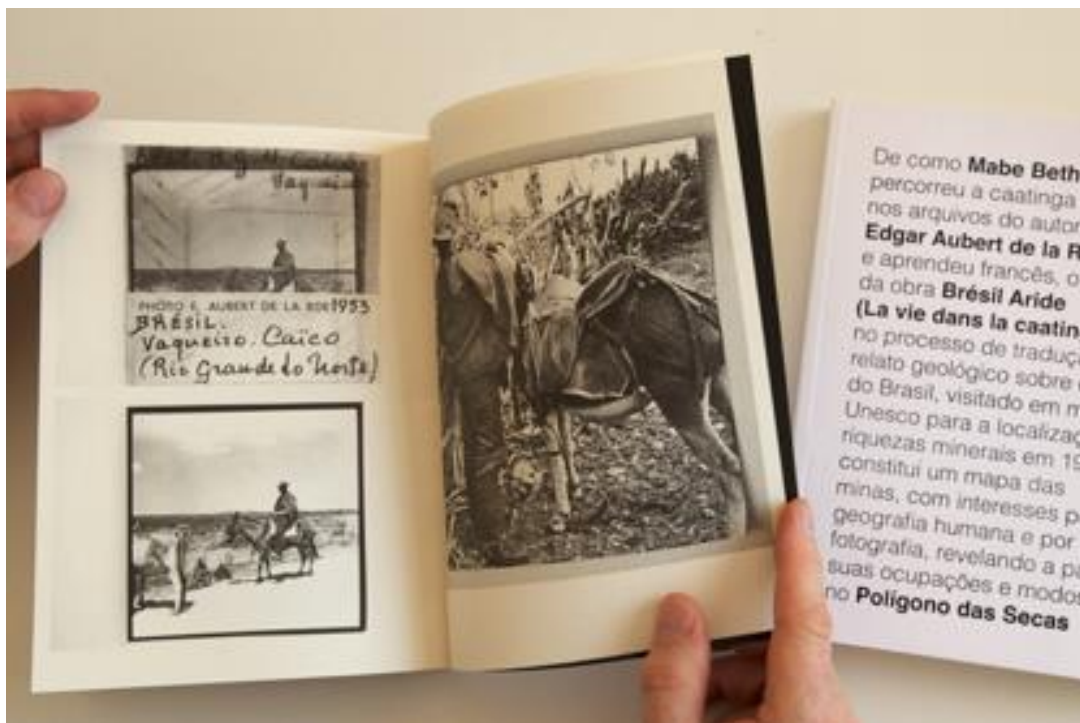 Vaqueiro
PHOTO E. AUBERT DE LA RÜE 1953
BRÉSIL.
Vaqueiro. Caïco
(Rio Grande do Norte)
De como Mabe Beth
percorreu a caatinga
nos arquivos do autor
Edgar Aubert de la R
e aprendeu francês, o
da obra Brésil Aride
(La vie dans la caating
no processo de traduç
relato geológico sobre
do Brasil, visitado em m
Unesco para a localizaç
riquezas minerais em 19
constitui um mapa das
minas, com interesses p
geografia humana e por
fotografia, revelando a pa
suas ocupações e modos
no Polígono das Secas